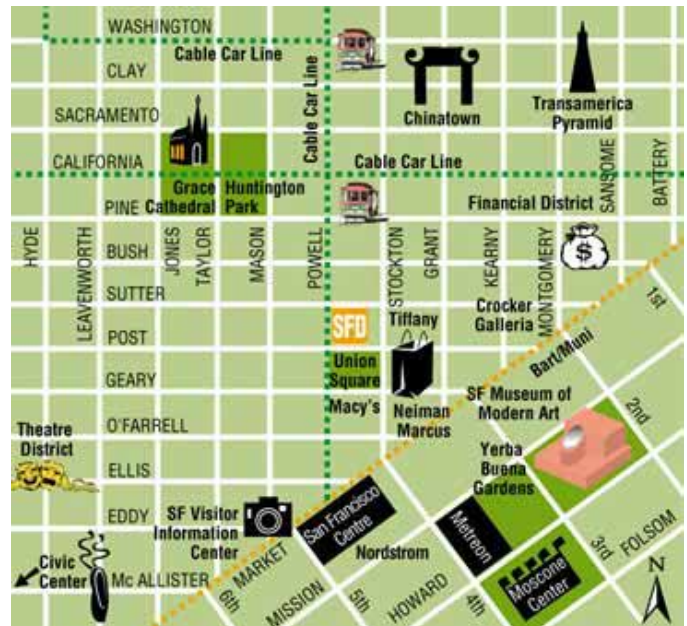 WASHINGTON
Cable Car Line
CLAY
Cable Car Line
Chinatown
Transamerica
Pyramid
SACRAMENTO
CALIFORNIA
Cable Car Line
Grace
Cathedral
Huntington
Park
PINE
Financial District
SANSOME
BATTERY
HYDE
LEAVENWORTH
BUSH
JONES
TAYLOR
MASON
POWELL
STOCKTON
GRANT
KEARNY
MONTGOMERY
$
SUTTER
Crocker
Galleria
1st
POST
SFD
Tiffany
Bart/Muni
Union
Square
GEARY
Macy's
Neiman
Marcus
SF Museum of
Modern Art
2nd
O'FARRELL
Theatre
District
ELLIS
Yerba
Buena
Gardens
EDDY
SF Visitor
Information
Center
San Francisco
Centre
Nordstrom
Metreon
3rd
FOLSOM
Civic
Center
Mc ALLISTER
6th
MARKET
MISSION
5th
HOWARD
4th
Moscone
Center
N